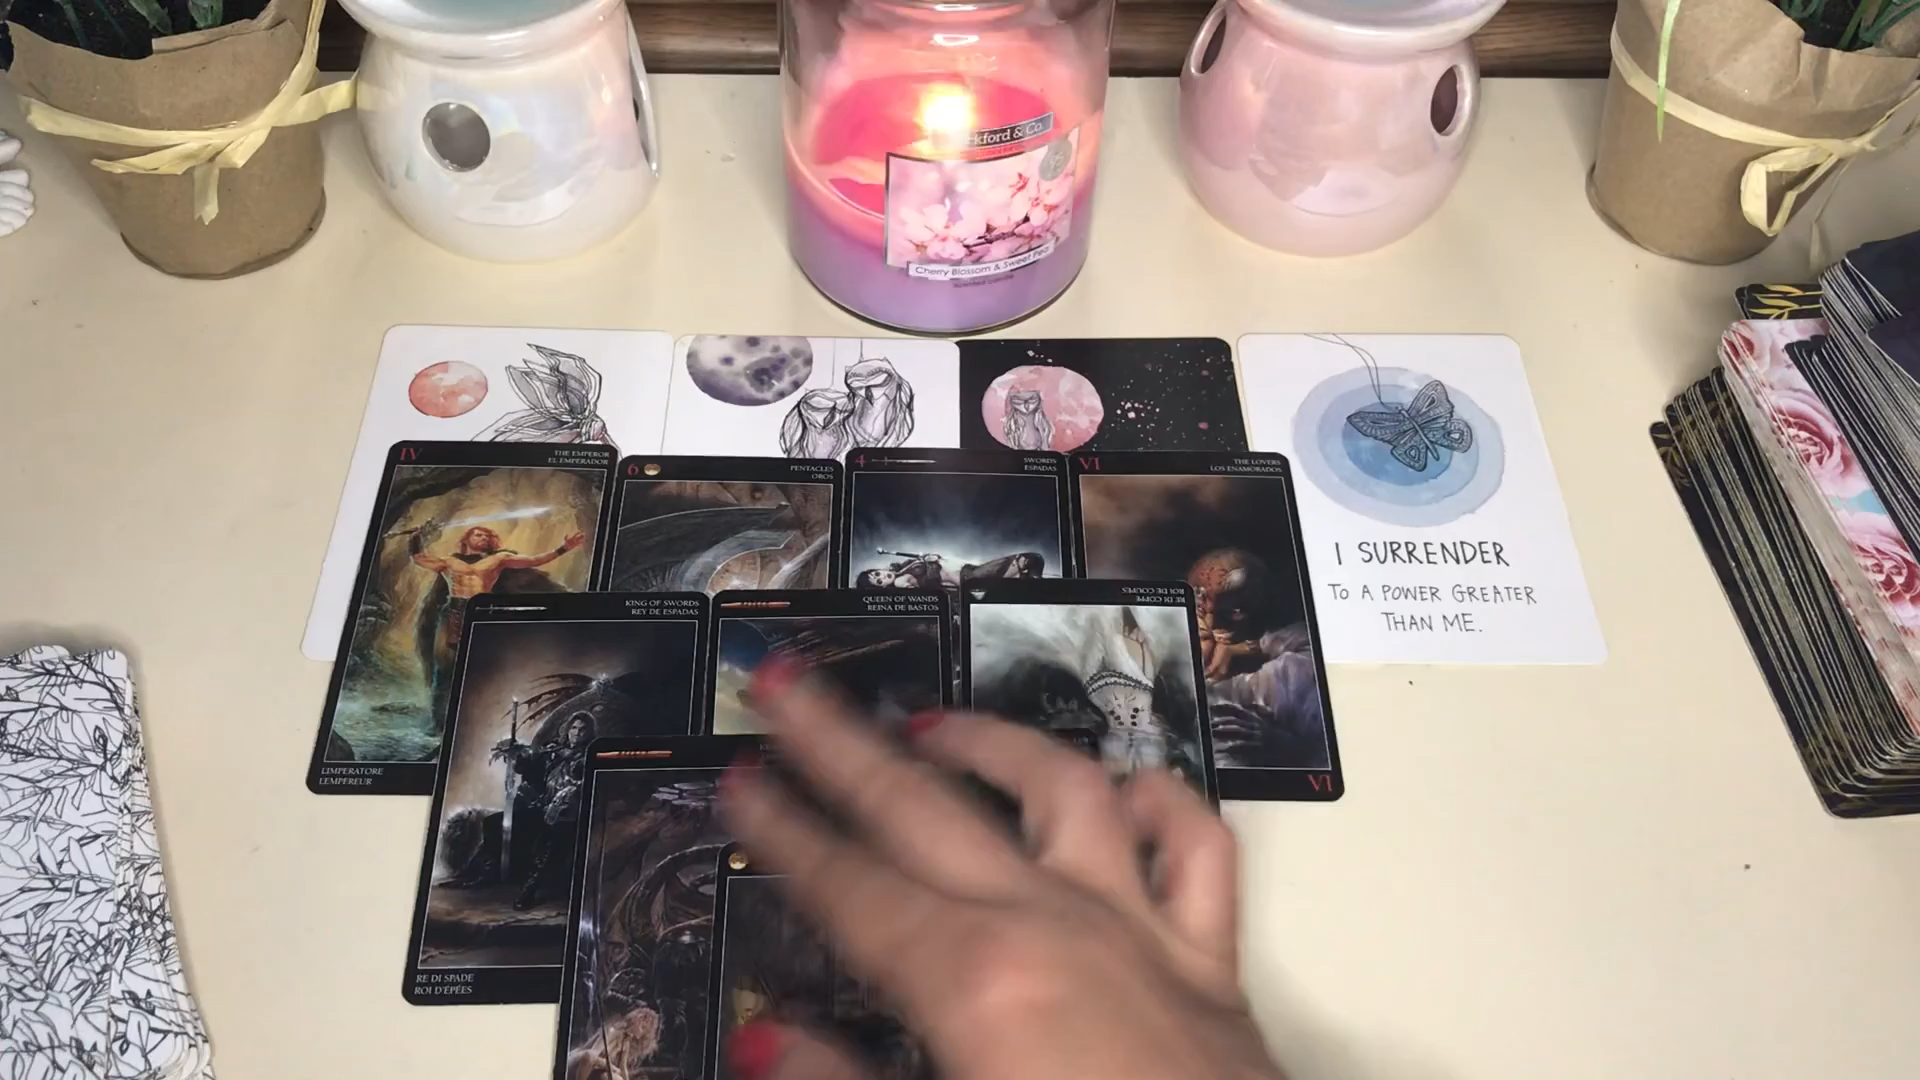 ckford & Co.
Cherry Blossom & Sweet Pea
IV
THE EMPEROR
EL EMPERADOR
L'IMPERATORE
L'EMPEREUR
6
PENTACLES
OROS
4
SWORDS
ESPADAS
VI
THE LOVERS
LOS ENAMORADOS
VI
I SURRENDER
TO A POWER GREATER
THAN ME.
KING OF SWORDS
REY DE ESPADAS
RE DI SPADE
ROI D'ÉPÉES
QUEEN OF WANDS
REINA DE BASTOS
RE DI COPPE
ROI DE COUPES